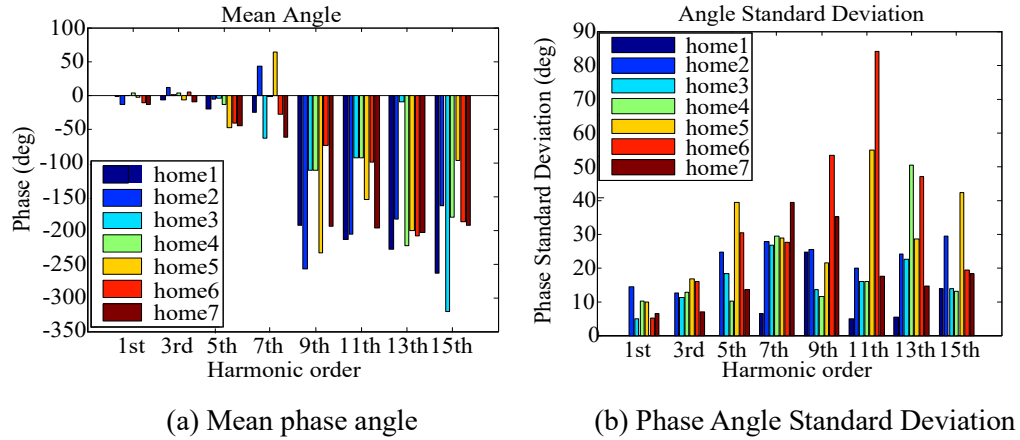 Mean Angle
Phase (deg)
100
50
0
-50
-100
-150
-200
-250
-300
-350
home1
home2
home3
home4
home5
home6
home7
1st 3rd 5th 7th 9th 11th 13th 15th
Harmonic order
(a) Mean phase angle
Angle Standard Deviation
Phase Standard Deviation (deg)
90
80
70
60
50
40
30
20
10
0
home1
home2
home3
home4
home5
home6
home7
1st 3rd 5th 7th 9th 11th 13th 15th
Harmonic order
(b) Phase Angle Standard Deviation